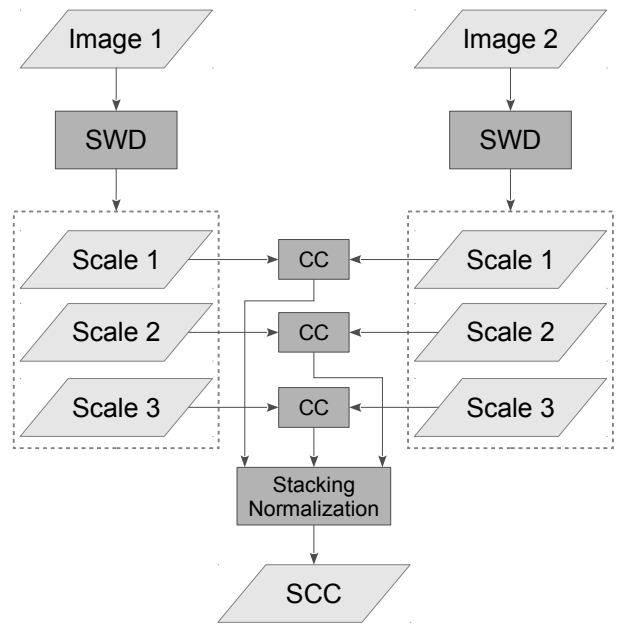 Image 1
Image 2
SWD
SWD
Scale 1
CC
Scale 1
Scale 2
CC
Scale 2
Scale 3
CC
Scale 3
Stacking
Normalization
SCC